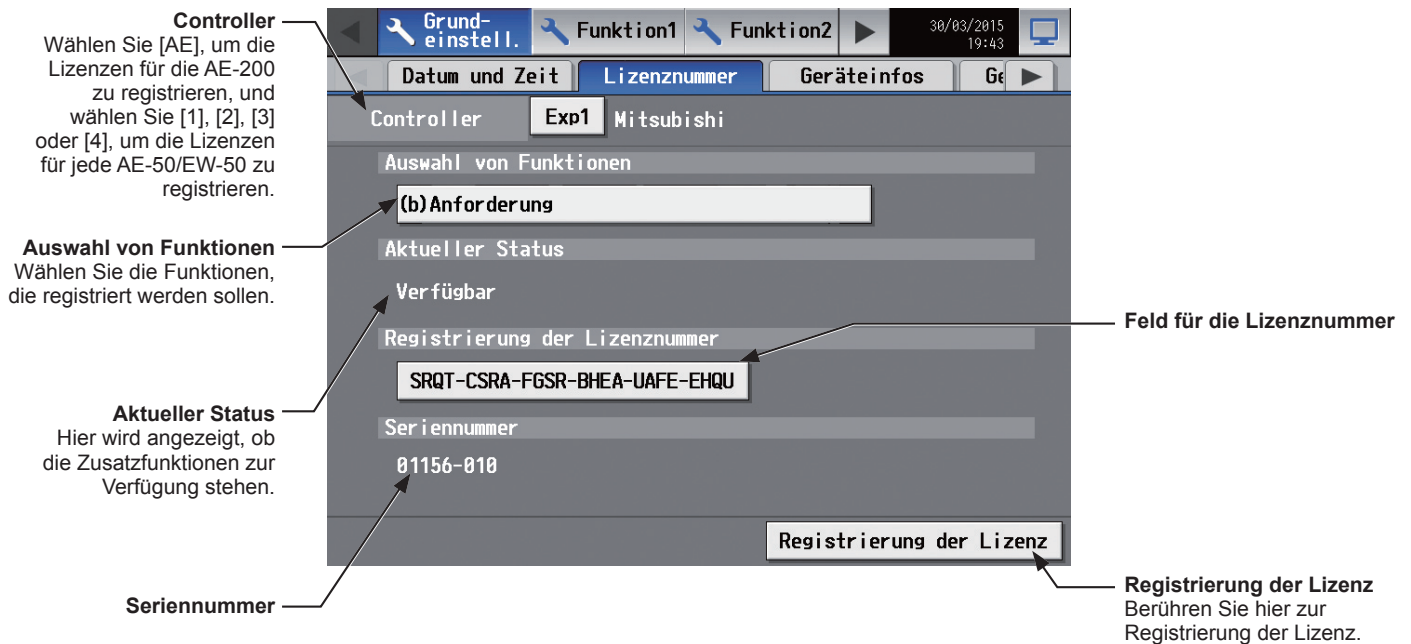 Controller
Wählen Sie [AE], um die
Lizenzen für die AE-200
zu registrieren, und
wählen Sie [1], [2], [3]
oder [4], um die Lizenzen
für jede AE-50/EW-50 zu
registrieren.
Auswahl von Funktionen
Wählen Sie die Funktionen,
die registriert werden sollen.
Aktueller Status
Hier wird angezeigt, ob
die Zusatzfunktionen zur
Verfügung stehen.
Seriennummer
Grund-
einstell.
Funktion1
Funktion2
30/03/2015
19:43
Datum und Zeit
Lizenznummer
Geräteinfos
Controller
Exp1
Mitsubishi
Auswahl von Funktionen
(b)Anforderung
Aktueller Status
Verfügbar
Registrierung der Lizenznummer
SRQT-CSRA-FGSR-BHEA-UAFE-EHQU
Seriennummer
01156-010
Registrierung der Lizenz
Feld für die Lizenznummer
Registrierung der Lizenz
Berühren Sie hier zur
Registrierung der Lizenz.